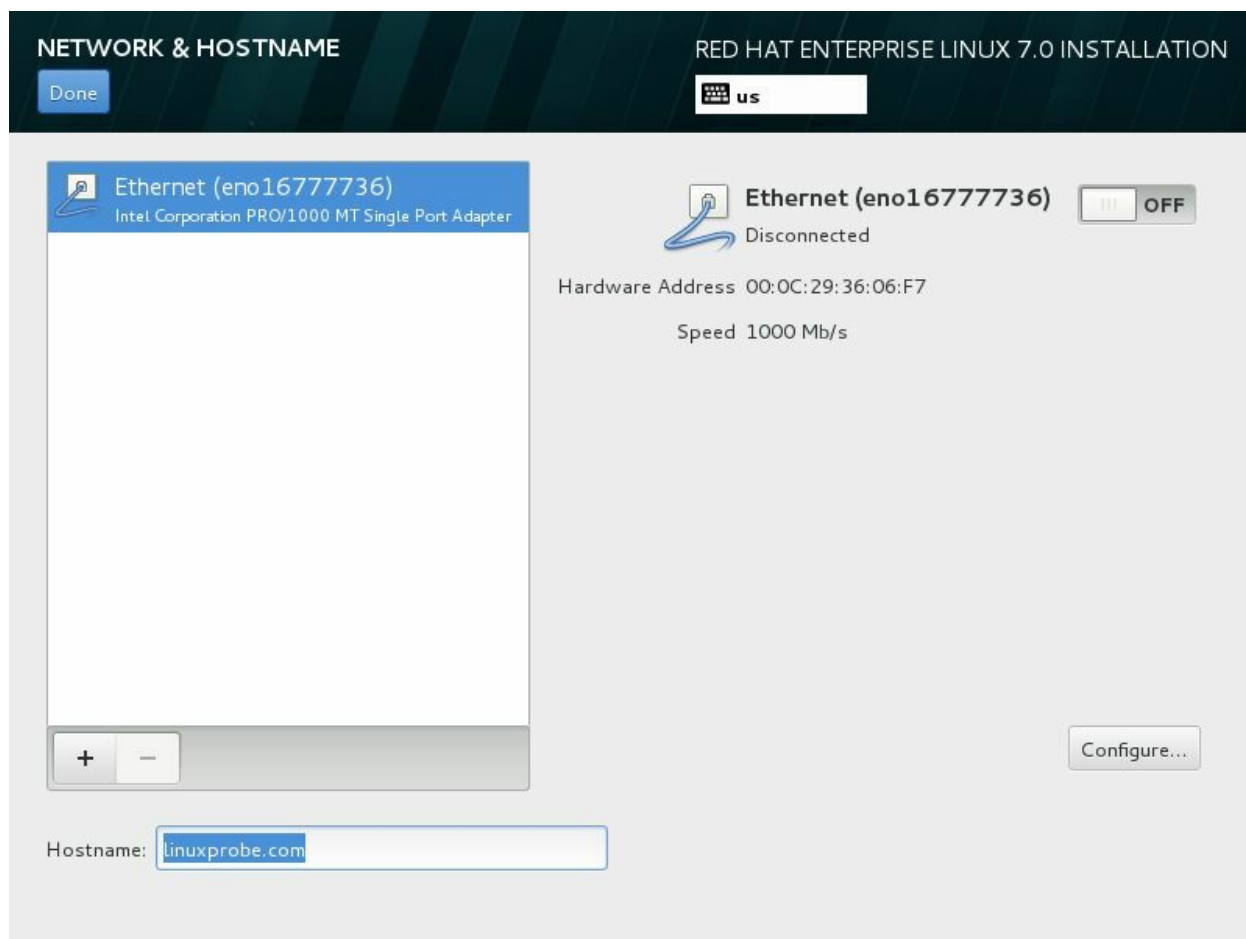 NETWORK & HOSTNAME
RED HAT ENTERPRISE LINUX 7.0 INSTALLATION
Done
us
Ethernet (eno16777736)
Intel Corporation PRO/1000 MT Single Port Adapter
Ethernet (eno16777736)
OFF
Disconnected
Hardware Address 00:0C:29:36:06:F7
Speed 1000 Mb/s
+ −
Configure...
Hostname: linuxprobe.com